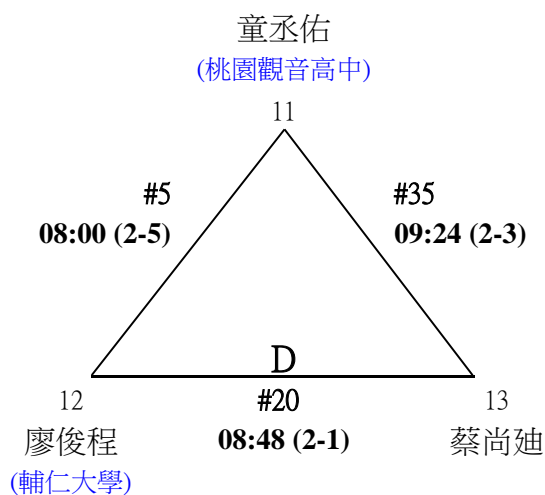 童丞佑
(桃園觀音高中)
11
#5
08:00 (2-5)
#35
09:24 (2-3)
D
12
#20
13
廖俊程
08:48 (2-1)
蔡尚迪
(輔仁大學)